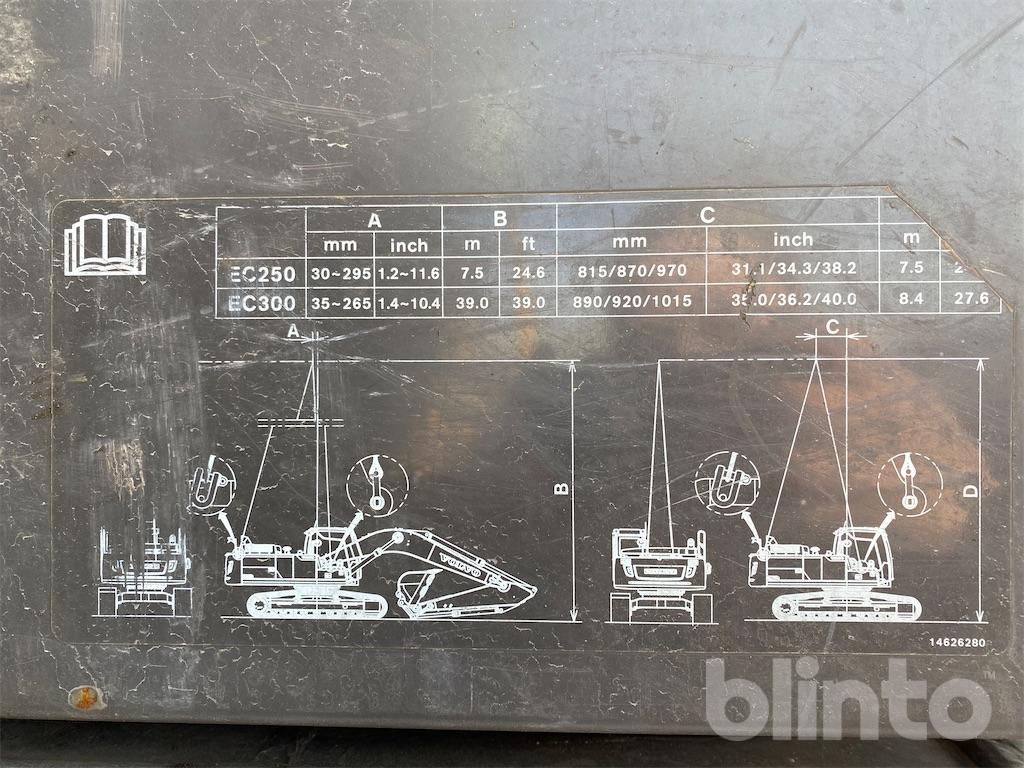 A B C
mm inch m ft mm inch m
EC250 30~295 1.2~11.6 7.5 24.6 815/870/970 /34.3/38.2 7.5
EC300 35~265 1.4~10.4 39.0 39.0 890/920/1015 /36.2/40.0 8.4 27.6
A C
B D
VOLVO
14626280
blinto™